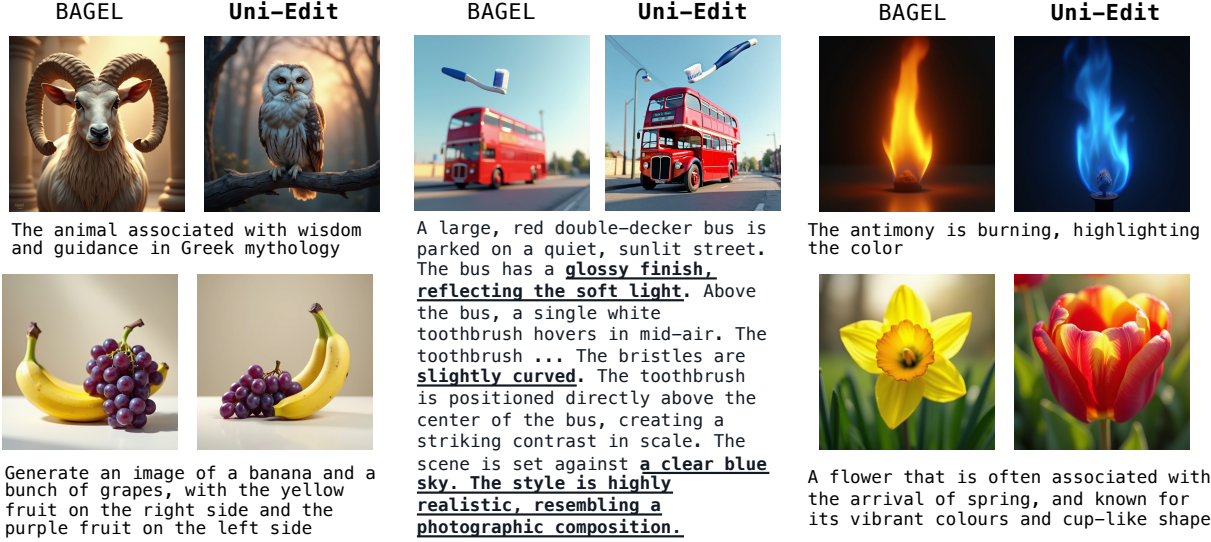 BAGEL
Uni-Edit
The animal associated with wisdom
and guidance in Greek mythology
Generate an image of a banana and a
bunch of grapes, with the yellow
fruit on the right side and the
purple fruit on the left side
BAGEL
Uni-Edit
A large, red double-decker bus is
parked on a quiet, sunlit street.
The bus has a glossy finish,
reflecting the soft light. Above
the bus, a single white
toothbrush hovers in mid-air. The
toothbrush ... The bristles are
slightly curved. The toothbrush
is positioned directly above the
center of the bus, creating a
striking contrast in scale. The
scene is set against a clear blue
sky. The style is highly
realistic, resembling a
photographic composition.
BAGEL
Uni-Edit
The antimony is burning, highlighting
the color
A flower that is often associated with
the arrival of spring, and known for
its vibrant colours and cup-like shape